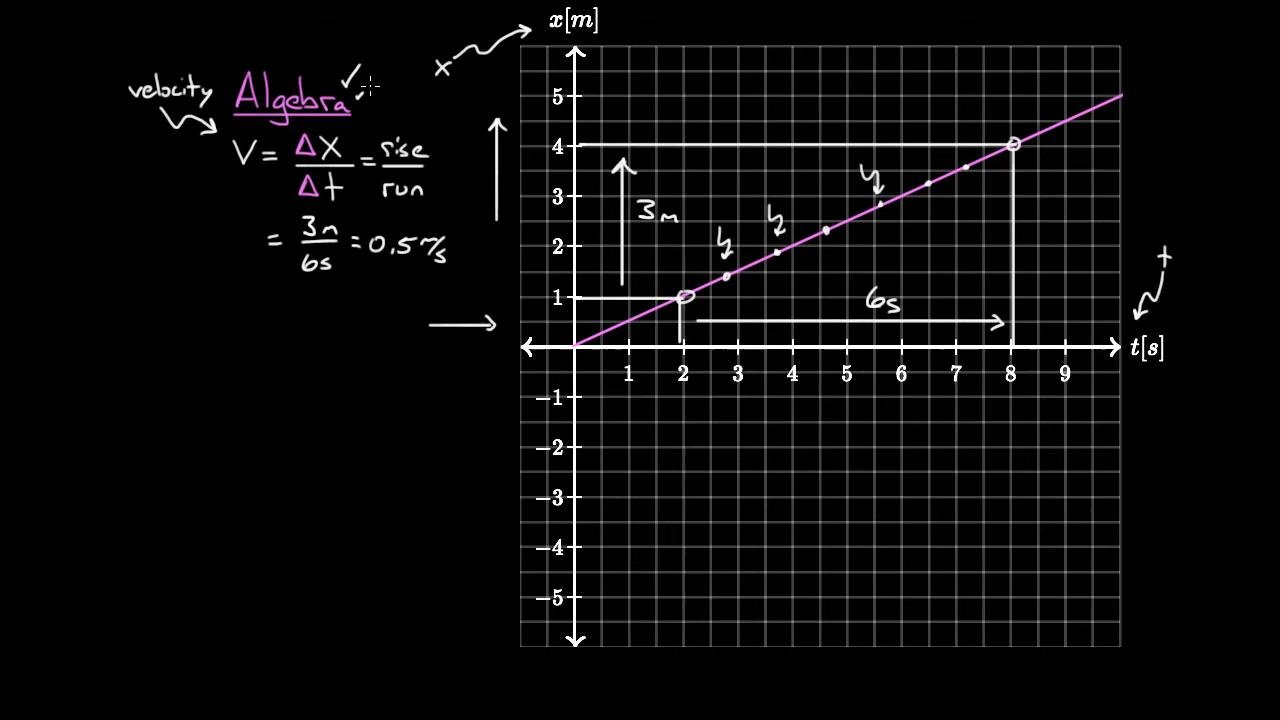 x[m]
x
velocity Algebra
V = Δx/Δt = rise/run
= 3m/6s = 0.5 m/s
5
4
3
2
1
3m
6s
t
t[s]
1 2 3 4 5 6 7 8 9
−1
−2
−3
−4
−5